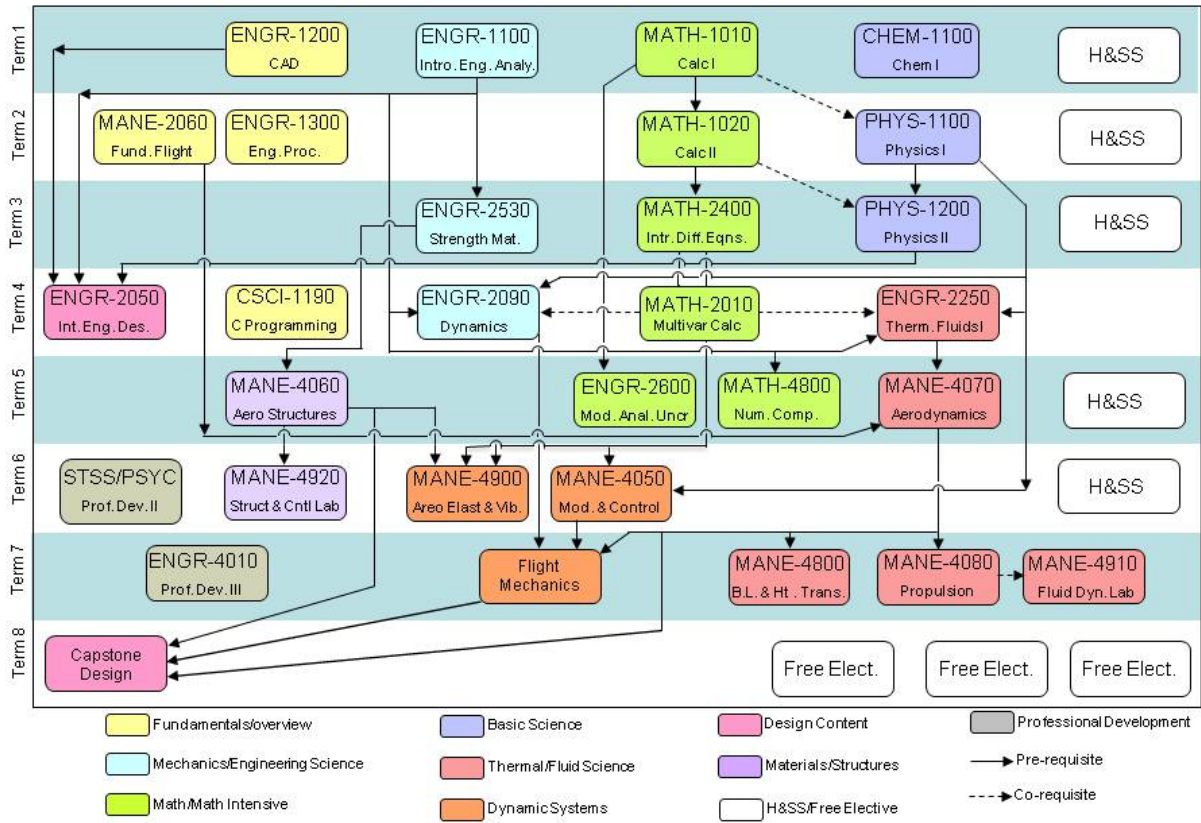 Term 1
ENGR-1200
CAD
ENGR-1100
Intro. Eng. Analy.
MATH-1010
Calc I
CHEM-1100
Chem I
H&SS
Term 2
MANE-2060
Fund. Flight
ENGR-1300
Eng. Proc.
MATH-1020
Calc II
PHYS-1100
Physics I
H&SS
Term 3
ENGR-2530
Strength Mat.
MATH-2400
Intr. Diff. Eqns.
PHYS-1200
Physics II
H&SS
Term 4
ENGR-2050
Int. Eng. Des.
CSCI-1190
C Programming
ENGR-2090
Dynamics
MATH-2010
Multivar Calc
ENGR-2250
Therm. Fluids I
Term 5
MANE-4060
Aero Structures
ENGR-2600
Mod. Anal. Uncr
MATH-4800
Num. Comp.
MANE-4070
Aerodynamics
H&SS
Term 6
STSS/PSYC
Prof. Dev. II
MANE-4920
Struct & Cntl Lab
MANE-4900
Areo Elast & Vib.
MANE-4050
Mod. & Control
H&SS
Term 7
ENGR-4010
Prof. Dev. III
Flight
Mechanics
MANE-4800
B.L. & Ht . Trans.
MANE-4080
Propulsion
MANE-4910
Fluid Dyn. Lab
Term 8
Capstone
Design
Free Elect.
Free Elect.
Free Elect.
Fundamentals/overview
Basic Science
Design Content
Professional Development
Mechanics/Engineering Science
Thermal/Fluid Science
Materials/Structures
Pre-requisite
Math/Math Intensive
Dynamic Systems
H&SS/Free Elective
Co-requisite